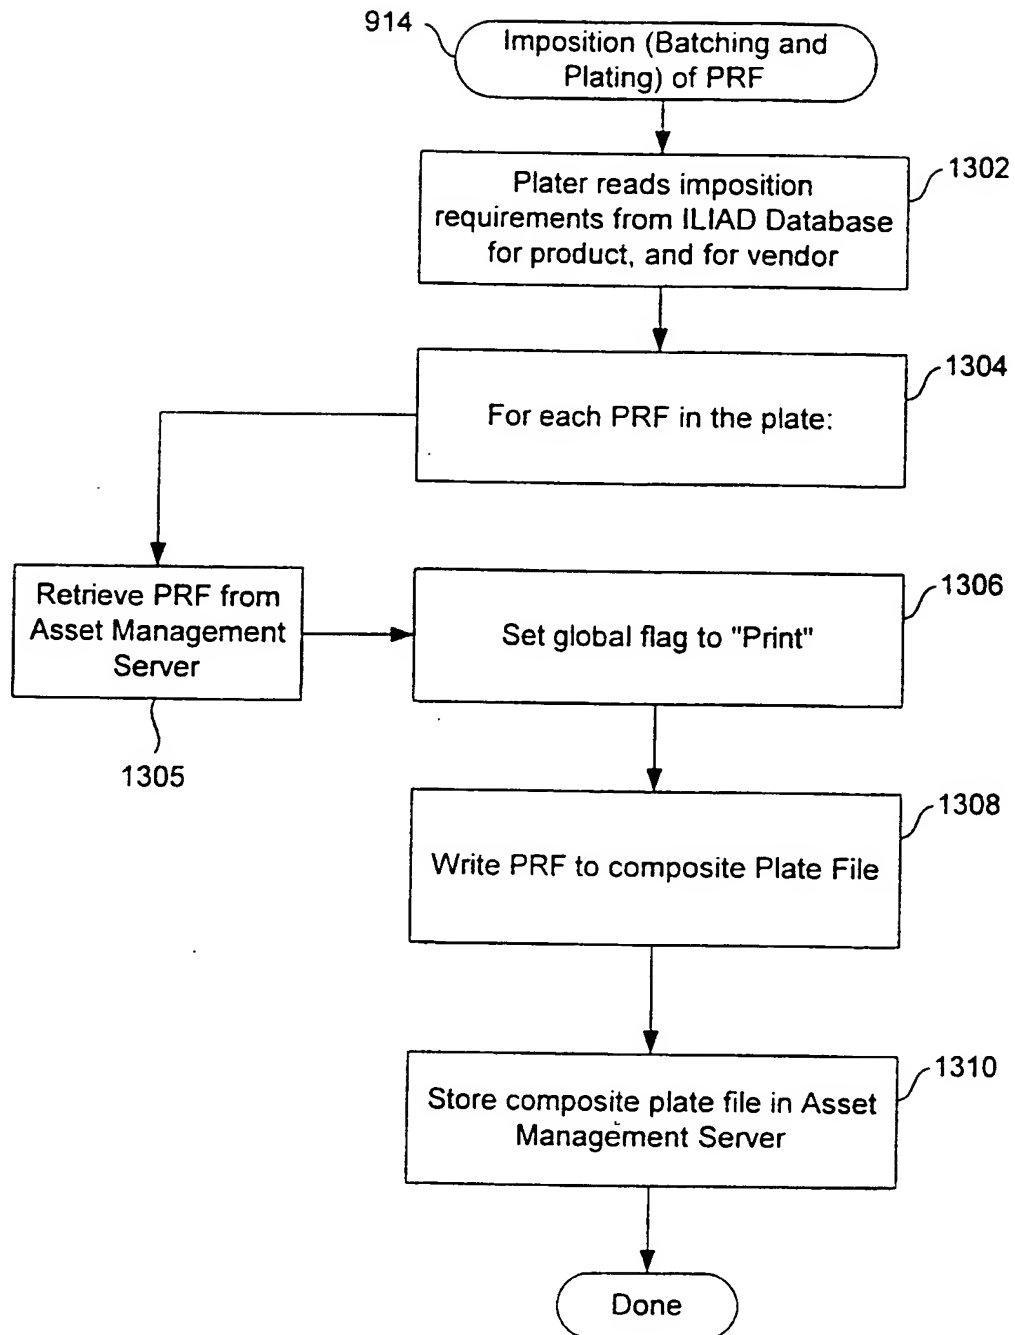 914
Imposition (Batching and
Plating) of PRF
1302
Plater reads imposition
requirements from ILIAD Database
for product, and for vendor
1304
For each PRF in the plate:
Retrieve PRF from
Asset Management
Server
1305
1306
Set global flag to "Print"
1308
Write PRF to composite Plate File
1310
Store composite plate file in Asset
Management Server
Done